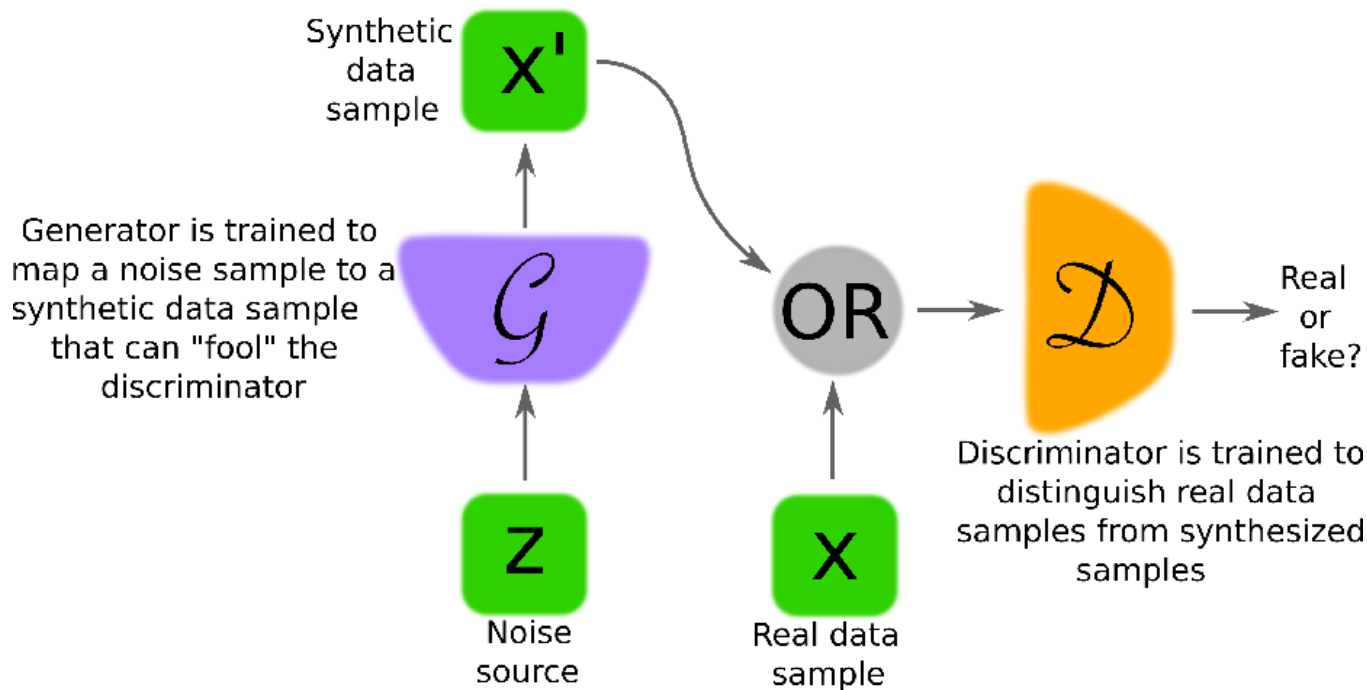 Synthetic
data
sample
x'
Generator is trained to
map a noise sample to a
synthetic data sample
that can "fool" the
discriminator
G
z
Noise
source
OR
x
Real data
sample
D
Real
or
fake?
Discriminator is trained to
distinguish real data
samples from synthesized
samples